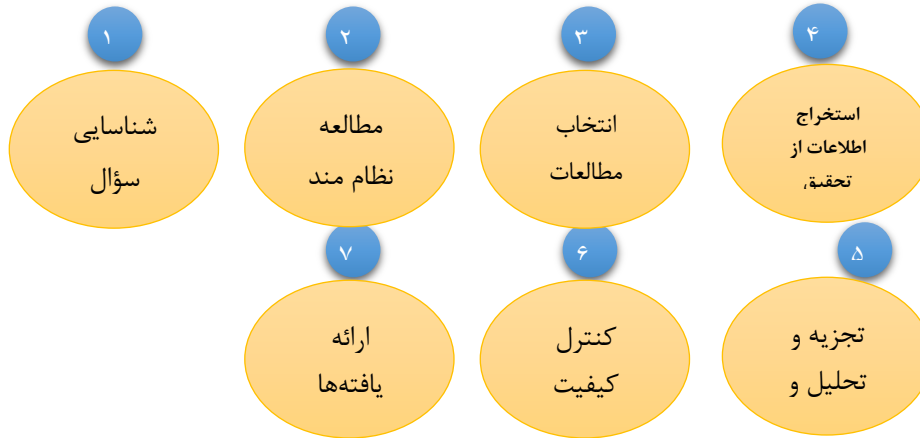 ۱
شناسایی
سؤال
۲
مطالعه
نظام مند
۳
انتخاب
مطالعات
۴
استخراج
اطلاعات از
تحقیق
۵
تجزیه و
تحلیل و
۶
کنترل
کیفیت
۷
ارائه
یافته‌ها